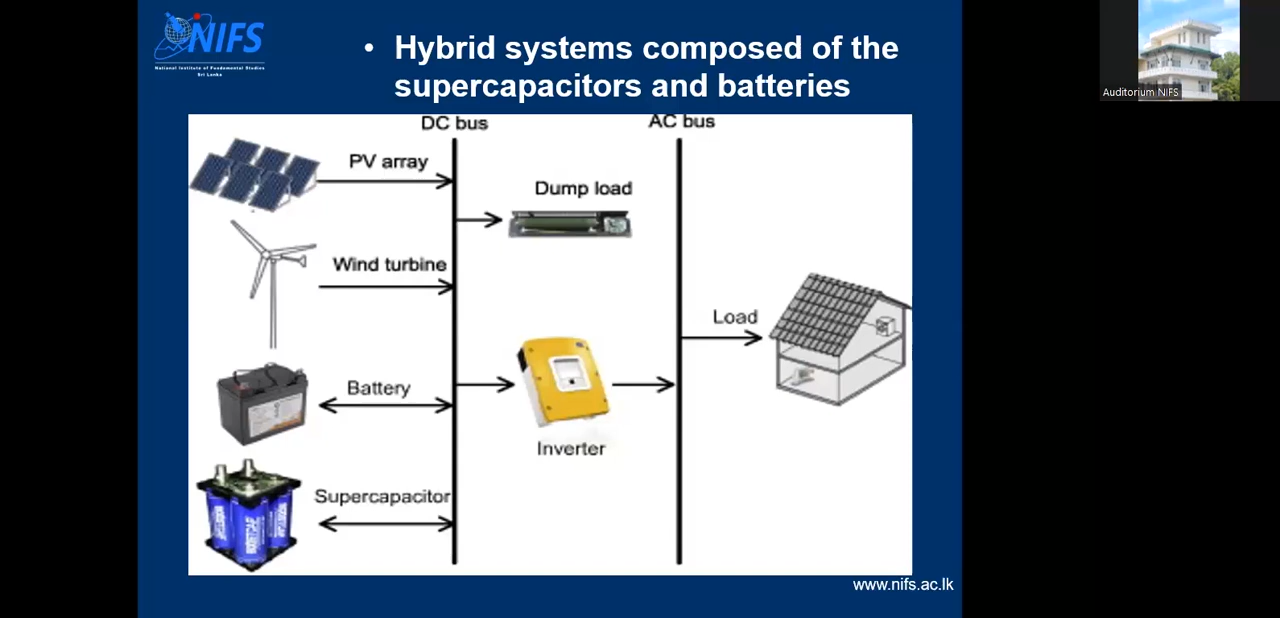 NIFS
National Institute of Fundamental Studies
Sri Lanka
• Hybrid systems composed of the
supercapacitors and batteries
DC bus
AC bus
PV array
Dump load
Wind turbine
Load
Battery
Inverter
Supercapacitor
www.nifs.ac.lk
Auditorium NIFS